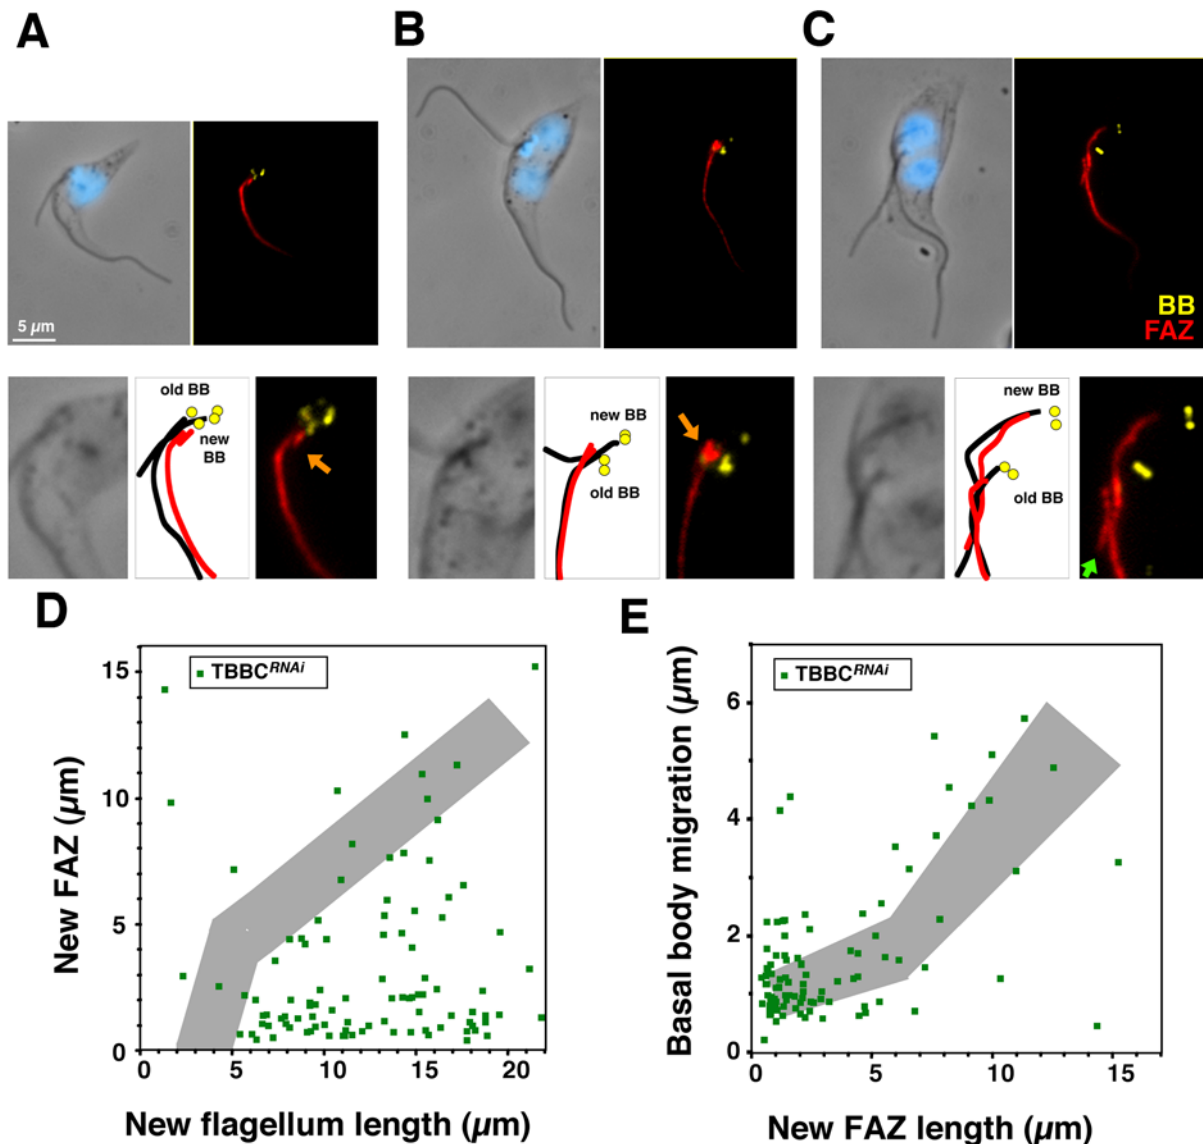 A
B
C
5 µm
BB
FAZ
old BB
new
BB
new BB
old BB
new BB
old BB
D
E
TBBC^RNAi
15
10
5
0
0
5
10
15
20
New FAZ (µm)
New flagellum length (µm)
TBBC^RNAi
6
4
2
0
0
5
10
15
Basal body migration (µm)
New FAZ length (µm)